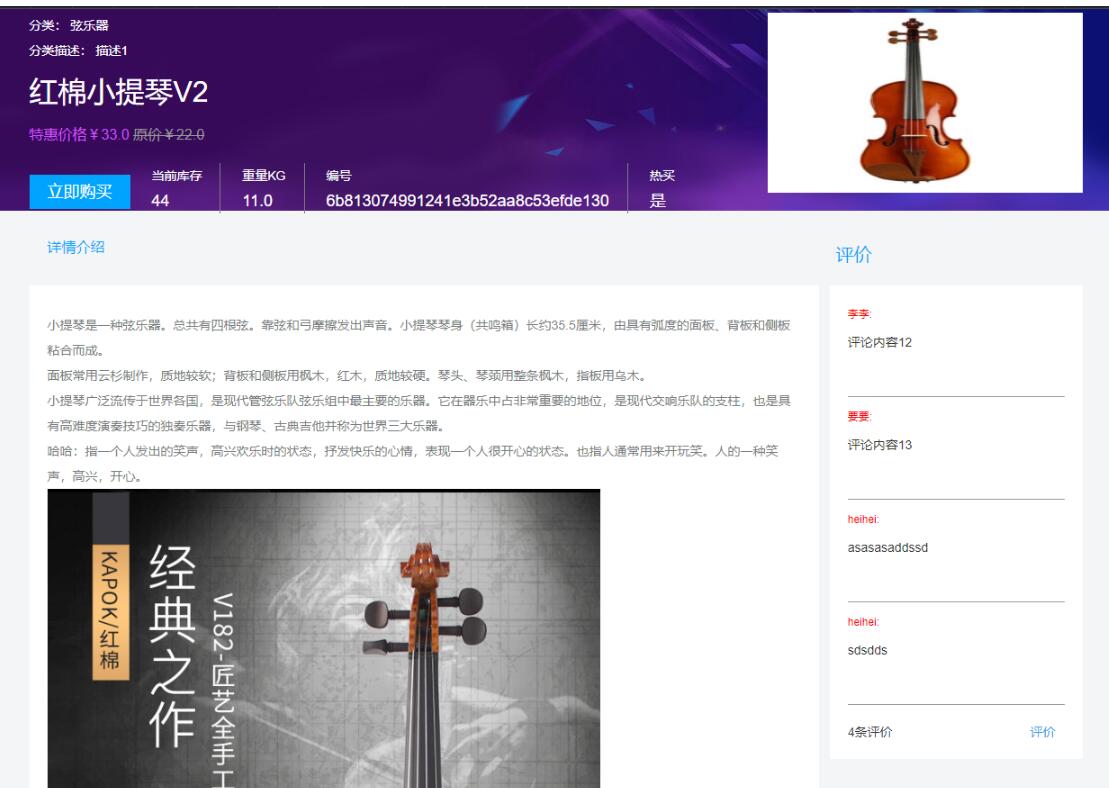 分类： 弦乐器
分类描述： 描述1
红棉小提琴V2
特惠价格￥33.0 原价￥22.0
立即购买
当前库存
44
重量KG
11.0
编号
6b813074991241e3b52aa8c53efde130
热买
是
详情介绍
小提琴是一种弦乐器。总共有四根弦。靠弦和弓摩擦发出声音。小提琴琴身（共鸣箱）长约35.5厘米，由具有弧度的面板、背板和侧板
粘合而成。
面板常用云杉制作，质地较软；背板和侧板用枫木，红木，质地较硬。琴头、琴颈用整条枫木，指板用乌木。
小提琴广泛流传于世界各国，是现代管弦乐队弦乐组中最主要的乐器。它在器乐中占非常重要的地位，是现代交响乐队的支柱，也是具
有高难度演奏技巧的独奏乐器，与钢琴、古典吉他并称为世界三大乐器。
哈哈：指一个人发出的笑声，高兴欢乐时的状态，抒发快乐的心情，表现一个人很开心的状态。也指人通常用来开玩笑。人的一种笑
声，高兴，开心。
KAPOK/红棉
经典之作
V182-匠艺全手工
评价
李李:
评论内容12
要要:
评论内容13
heihei:
asasasaddssd
heihei:
sdsdds
4条评价
评价